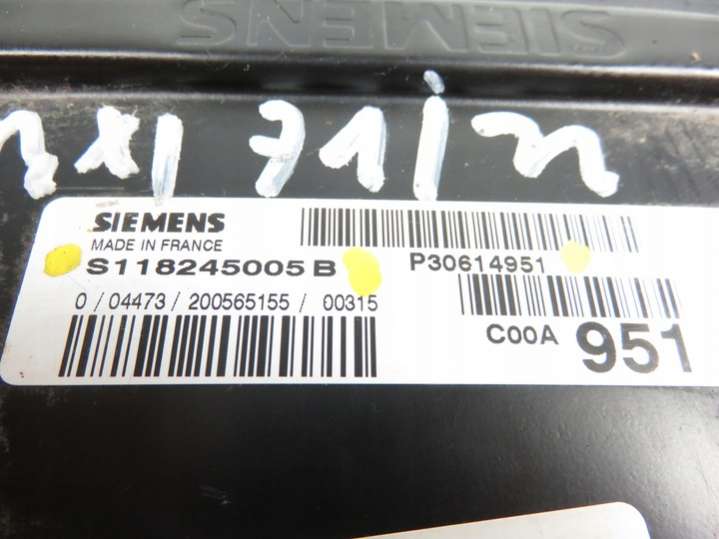 SIEMENS
SIEMENS
MADE IN FRANCE
S118245005 B
P30614951
0 / 04473 / 200565155 / 00315
C00A 951